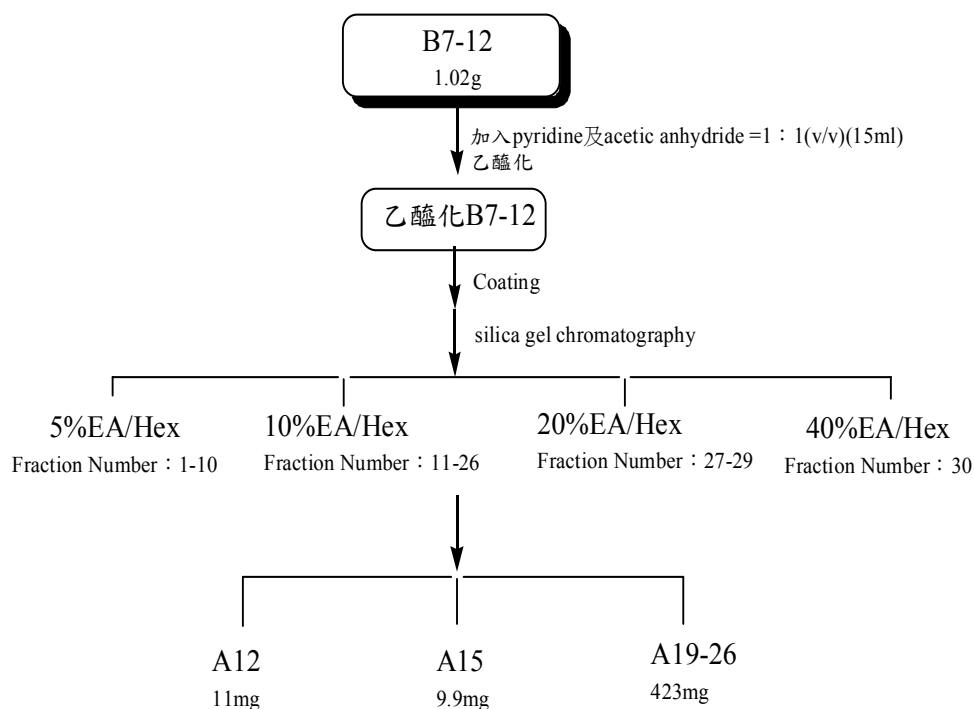 B7-12
1.02g
加入pyridine及acetic anhydride =1：1(v/v)(15ml)
乙醯化
乙醯化B7-12
Coating
silica gel chromatography
5%EA/Hex
Fraction Number：1-10
10%EA/Hex
Fraction Number：11-26
20%EA/Hex
Fraction Number：27-29
40%EA/Hex
Fraction Number：30
A12
11mg
A15
9.9mg
A19-26
423mg